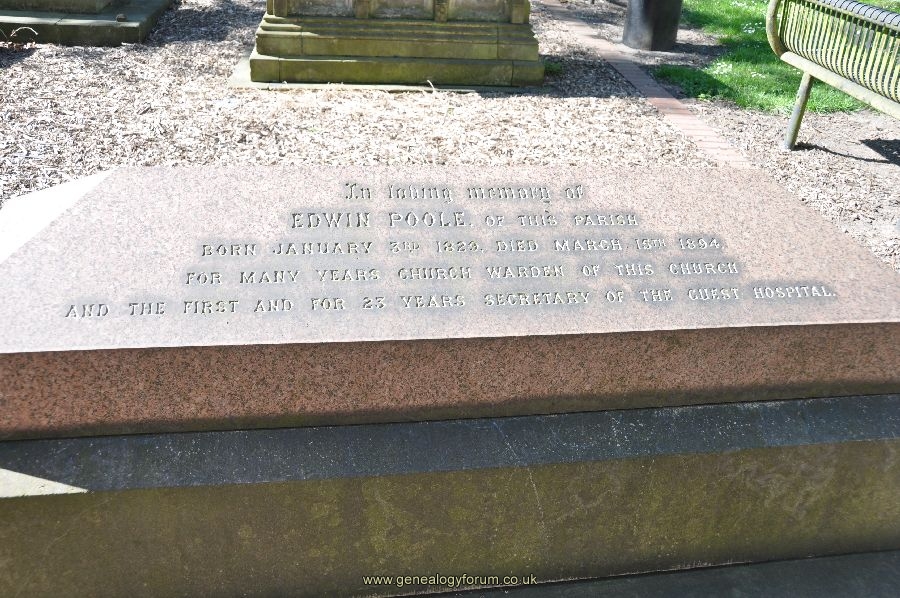 In loving memory of
EDWIN POOLE, OF THIS PARISH
BORN JANUARY 3RD 1829, DIED MARCH, 18TH 1894
FOR MANY YEARS CHURCH WARDEN OF THIS CHURCH
AND THE FIRST AND FOR 23 YEARS SECRETARY OF THE GUEST HOSPITAL.
www.genealogyforum.co.uk